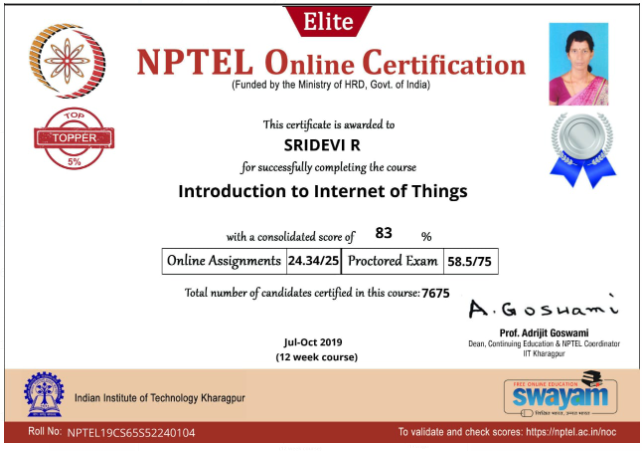 Elite
NPTEL Online Certification
(Funded by the Ministry of HRD, Govt. of India)
TOP
TOPPER
5%
This certificate is awarded to
SRIDEVI R
for successfully completing the course
Introduction to Internet of Things
with a consolidated score of 83 %
Online Assignments 24.34/25 Proctored Exam 58.5/75
Total number of candidates certified in this course: 7675
A. Goswami
Jul-Oct 2019
(12 week course)
Prof. Adrijit Goswami
Dean, Continuing Education & NPTEL Coordinator
IIT Kharagpur
Indian Institute of Technology Kharagpur
FREE ONLINE EDUCATION
swayam
Roll No: NPTEL19CS65S52240104
To validate and check scores: https://nptel.ac.in/noc